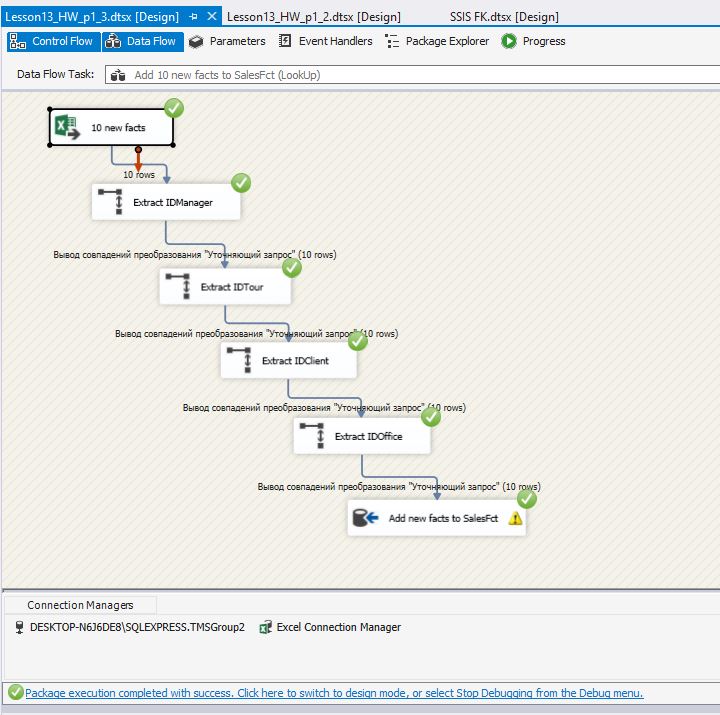 Lesson13_HW_p1_3.dtsx [Design] Lesson13_HW_p1_2.dtsx [Design] SSIS FK.dtsx [Design]
Control Flow Data Flow Parameters Event Handlers Package Explorer Progress
Data Flow Task: Add 10 new facts to SalesFct (LookUp)
10 new facts
10 rows
Extract IDManager
Вывод совпадений преобразования "Уточняющий запрос" (10 rows)
Extract IDTour
Вывод совпадений преобразования "Уточняющий запрос" (10 rows)
Extract IDClient
Вывод совпадений преобразования "Уточняющий запрос" (10 rows)
Extract IDOffice
Вывод совпадений преобразования "Уточняющий запрос" (10 rows)
Add new facts to SalesFct
Connection Managers
DESKTOP-N6J6DE8\SQLEXPRESS.TMSGroup2 Excel Connection Manager
Package execution completed with success. Click here to switch to design mode, or select Stop Debugging from the Debug menu.